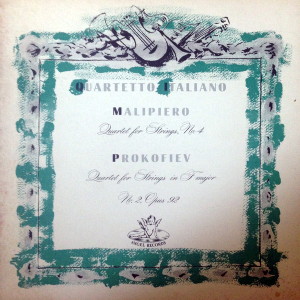 QUARTETTO ITALIANO
MALIPIERO
Quartet for Strings, No. 4
PROKOFIEV
Quartet for Strings in F major
No. 2, Opus 92
ANGEL RECORDS